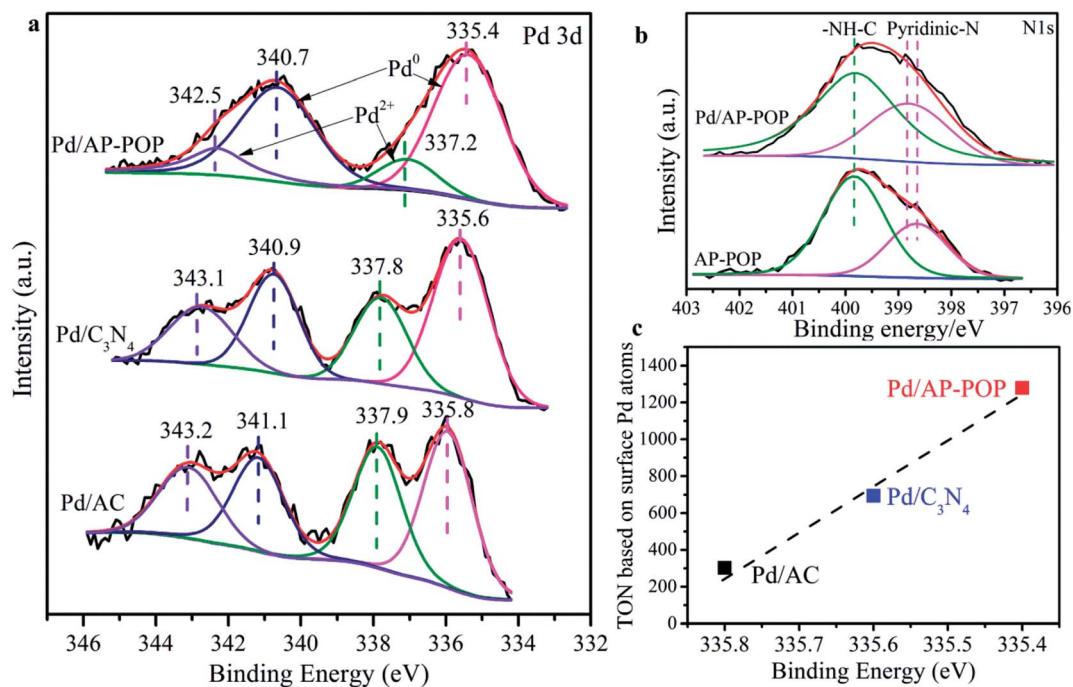 a
Pd 3d
335.4
340.7
Pd⁰
342.5
Pd²⁺
Pd/AP-POP
337.2
335.6
340.9
343.1
337.8
Pd/C₃N₄
343.2
341.1
337.9
335.8
Pd/AC
Intensity (a.u.)
346 344 342 340 338 336 334 332
Binding Energy (eV)
b
-NH-C Pyridinic-N
N1s
Pd/AP-POP
AP-POP
Intensity (a.u.)
403 402 401 400 399 398 397 396
Binding energy/eV
c
1400
1200
1000
800
600
400
200
0
Pd/AP-POP
Pd/C₃N₄
Pd/AC
TON based on surface Pd atoms
335.8 335.7 335.6 335.5 335.4
Binding Energy (eV)